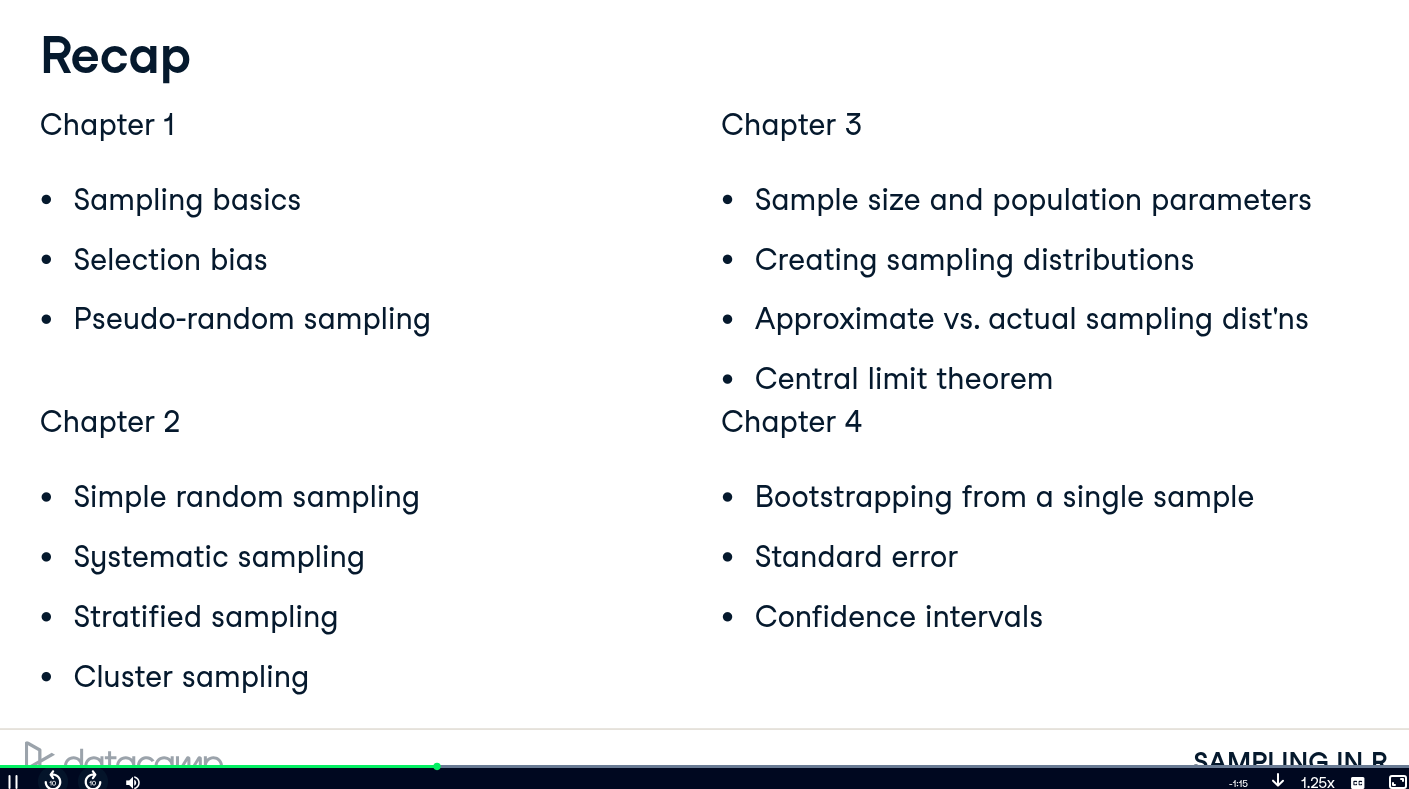 Recap
Chapter 1
• Sampling basics
• Selection bias
• Pseudo-random sampling
Chapter 2
• Simple random sampling
• Systematic sampling
• Stratified sampling
• Cluster sampling
Chapter 3
• Sample size and population parameters
• Creating sampling distributions
• Approximate vs. actual sampling dist'ns
• Central limit theorem
Chapter 4
• Bootstrapping from a single sample
• Standard error
• Confidence intervals
datacamp
SAMPLING IN R
10
10
-1:15
1.25x
CC